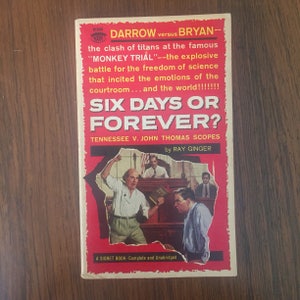 DARROW versus BRYAN—
the clash of titans at the famous
"MONKEY TRIAL"—the explosive
battle for the freedom of science
that incited the emotions of the
courtroom...and the world!!!!!!!
SIX DAYS OR
FOREVER?
TENNESSEE V. JOHN THOMAS SCOPES
by RAY GINGER
A SIGNET BOOK Complete and Unabridged